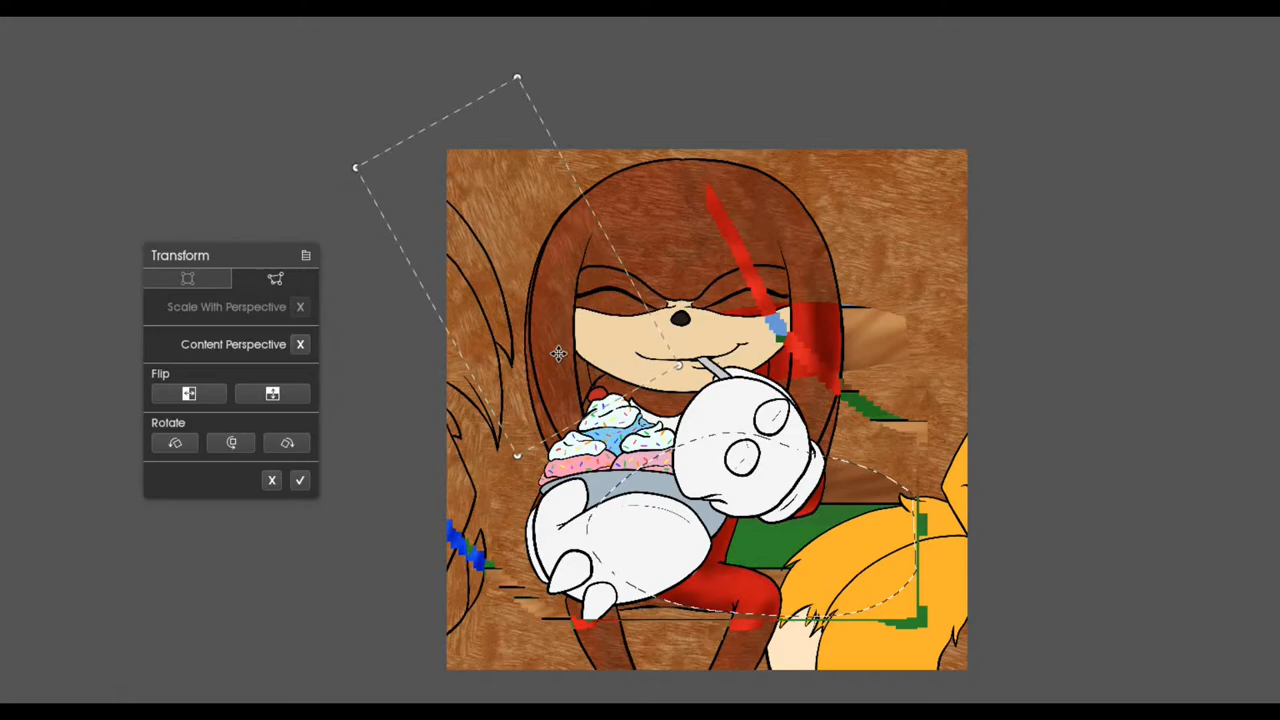 Transform
Scale With Perspective X
Content Perspective X
Flip
Rotate